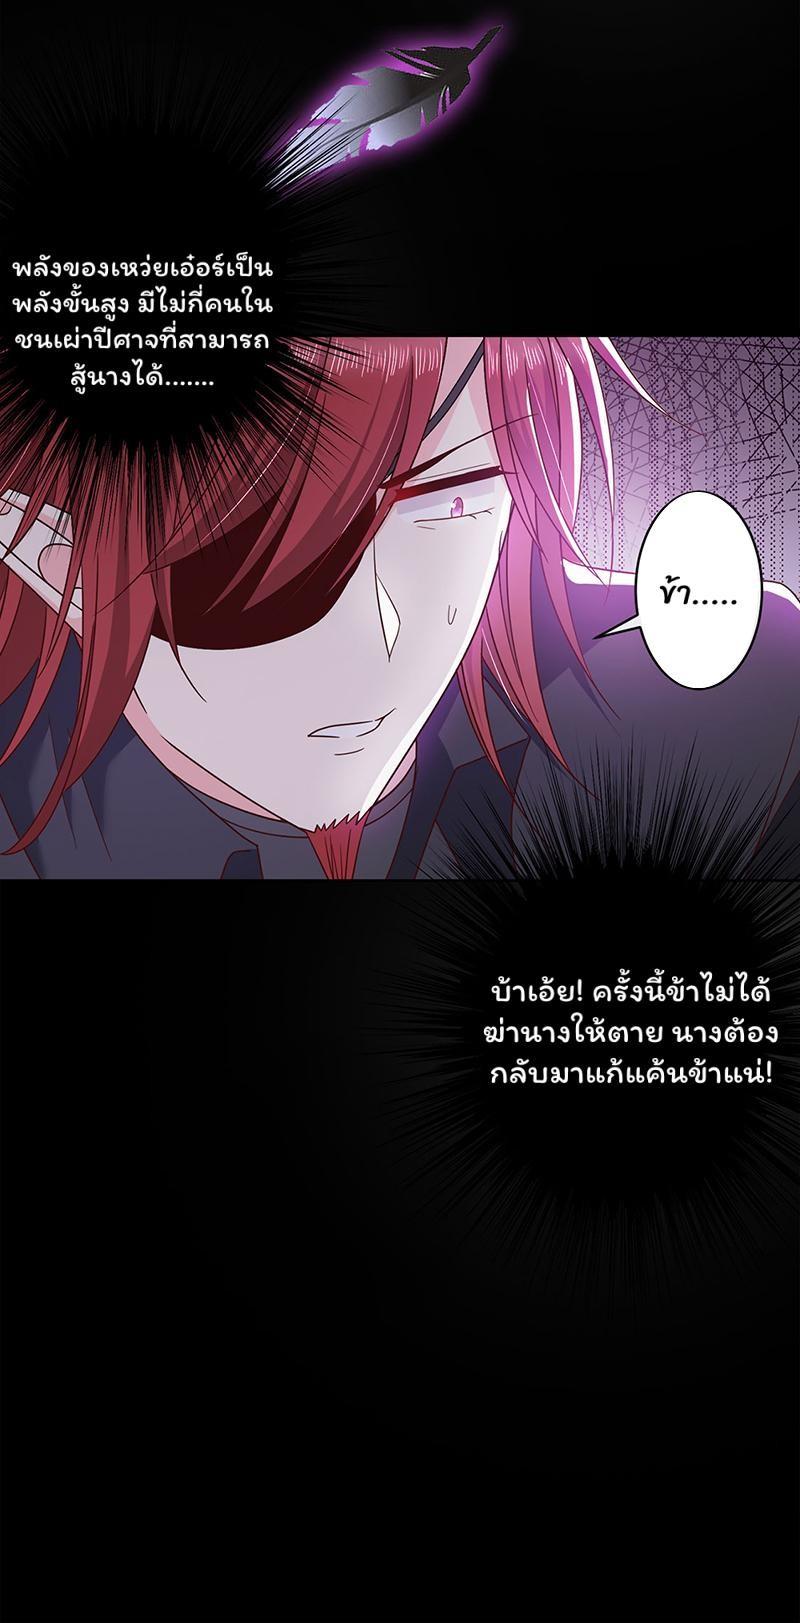 พลังของเหว่ยเอ๋อร์เป็น
พลังขั้นสูง มีไม่กี่คนใน
ชนเผ่าปีศาจที่สามารถ
สู้นางได้.......
ข้า.....
บ้าเอ้ย! ครั้งนี้ข้าไม่ได้
ฆ่านางให้ตาย นางต้อง
กลับมาแก้แค้นข้าแน่!